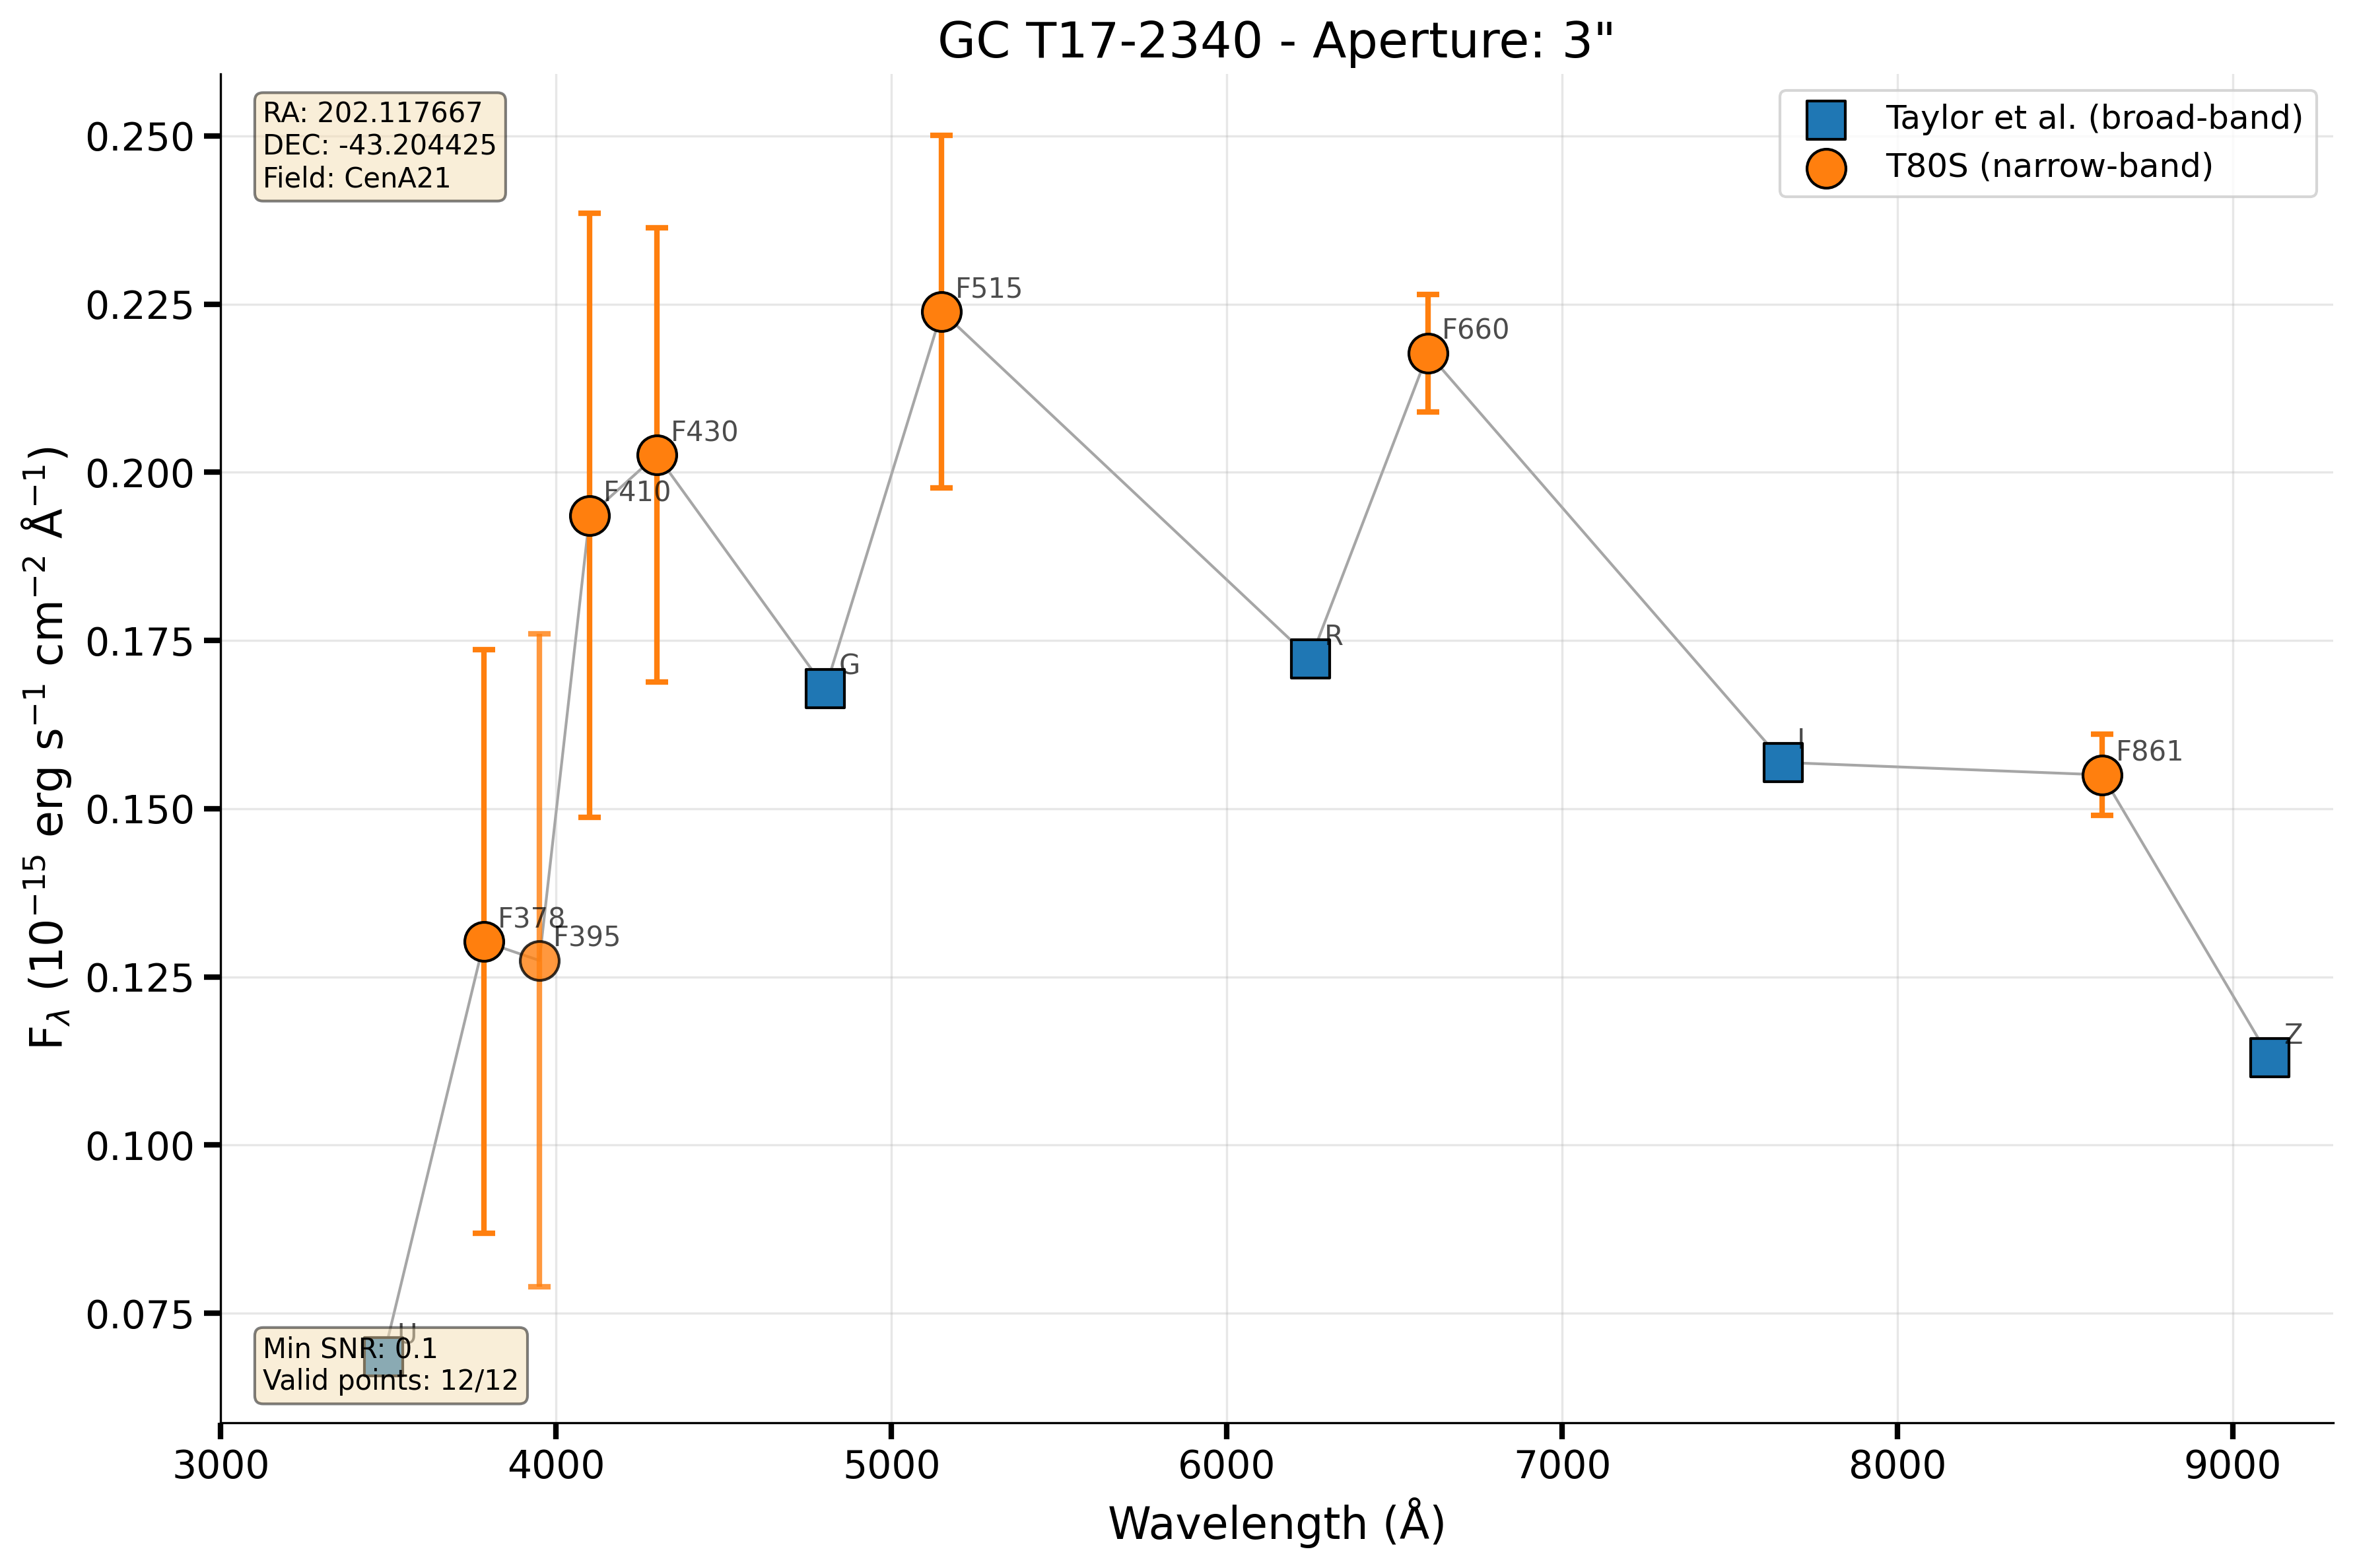 GC T17-2340 - Aperture: 3"
RA: 202.117667
DEC: -43.204425
Field: CenA21
Taylor et al. (broad-band)
T80S (narrow-band)
0.250
0.225
0.200
0.175
0.150
0.125
0.100
0.075
F_λ (10⁻¹⁵ erg s⁻¹ cm⁻² Å⁻¹)
F515
F660
F430
F410
R
G
I
F861
F378
F395
Z
U
Min SNR: 0.1
Valid points: 12/12
3000 4000 5000 6000 7000 8000 9000
Wavelength (Å)